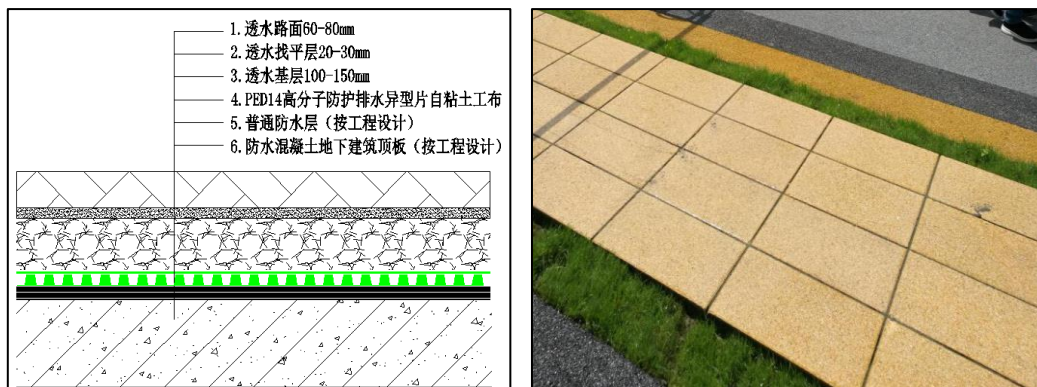 1.透水路面60-80mm
2.透水找平层20-30mm
3.透水基层100-150mm
4.PED14高分子防护排水异型片自粘土工布
5.普通防水层（按工程设计）
6.防水混凝土地下建筑顶板（按工程设计）